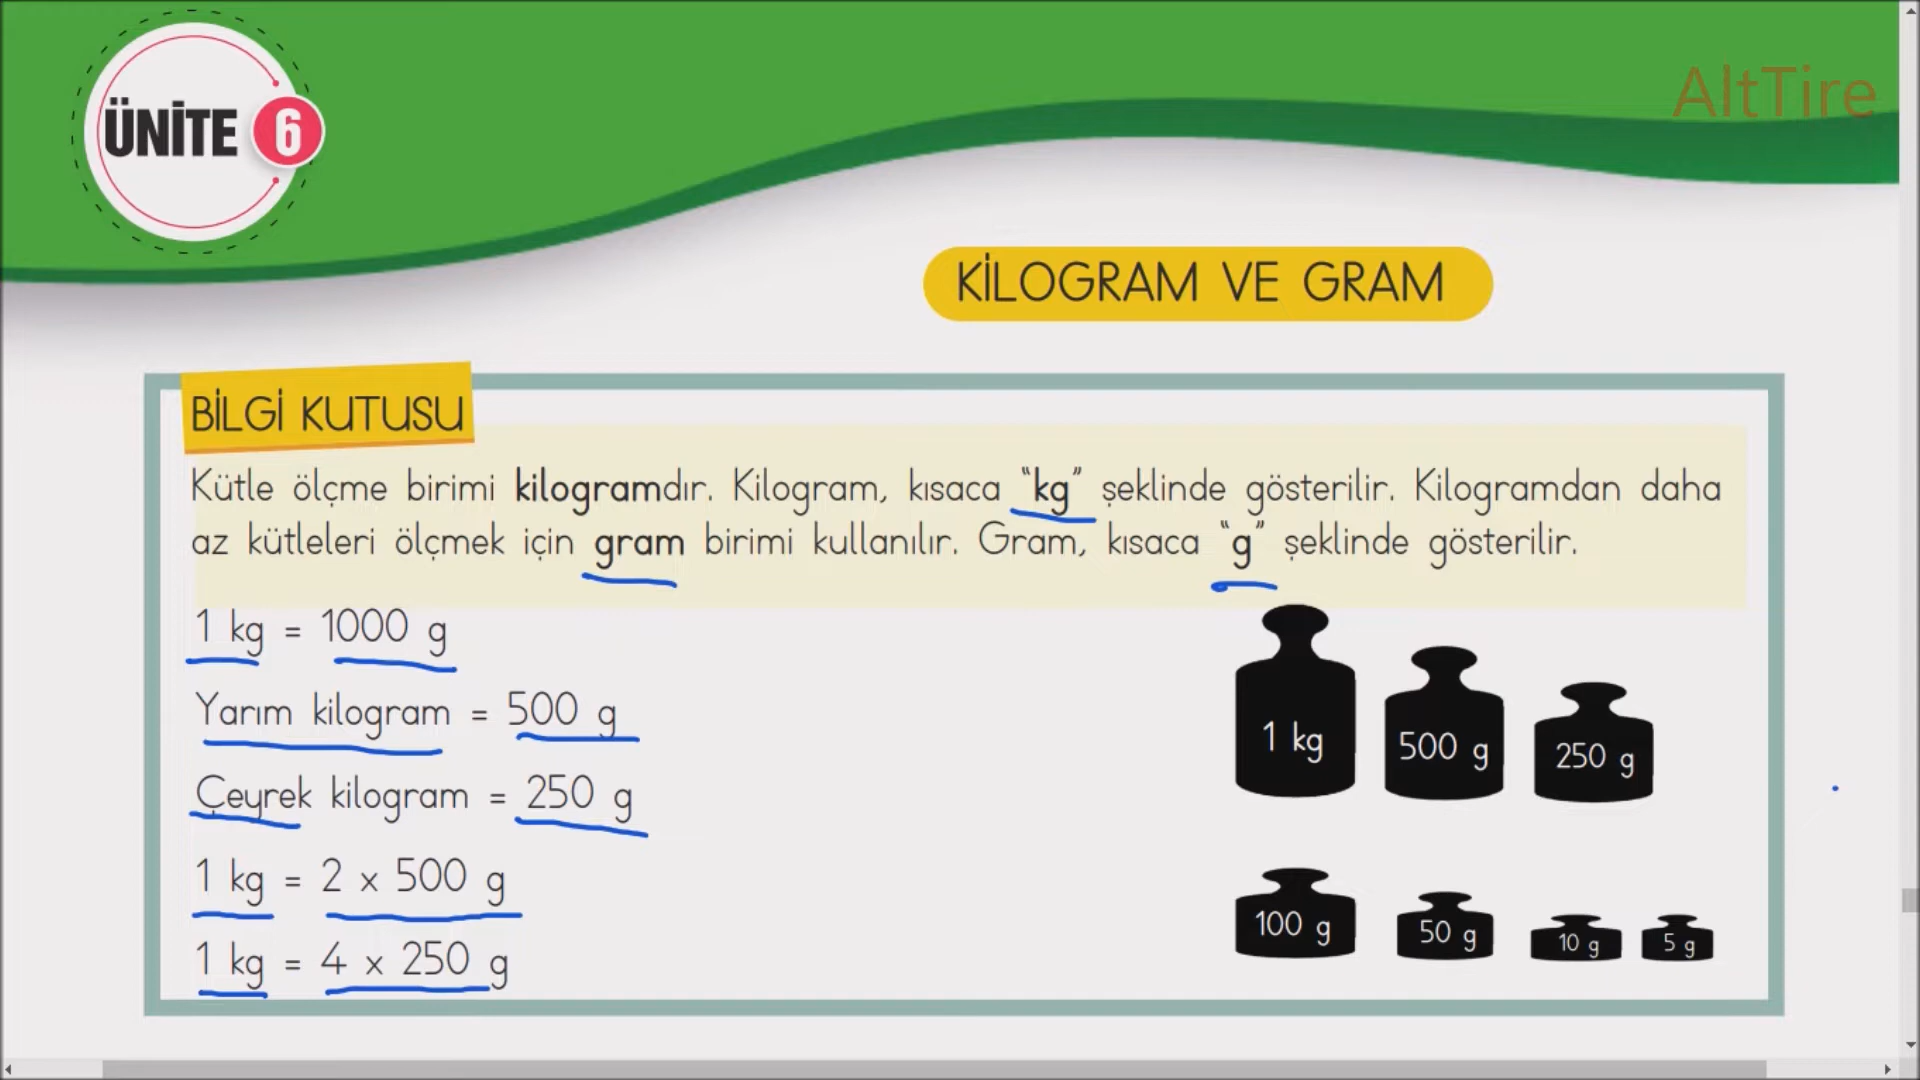 ÜNİTE 6
AltTire
KİLOGRAM VE GRAM
BİLGİ KUTUSU
Kütle ölçme birimi kilogramdır. Kilogram, kısaca “kg” şeklinde gösterilir. Kilogramdan daha
az kütleleri ölçmek için gram birimi kullanılır. Gram, kısaca “g” şeklinde gösterilir.
1 kg = 1000 g
Yarım kilogram = 500 g
Çeyrek kilogram = 250 g
1 kg = 2 x 500 g
1 kg = 4 x 250 g
1 kg 500 g 250 g
100 g 50 g 10 g 5 g